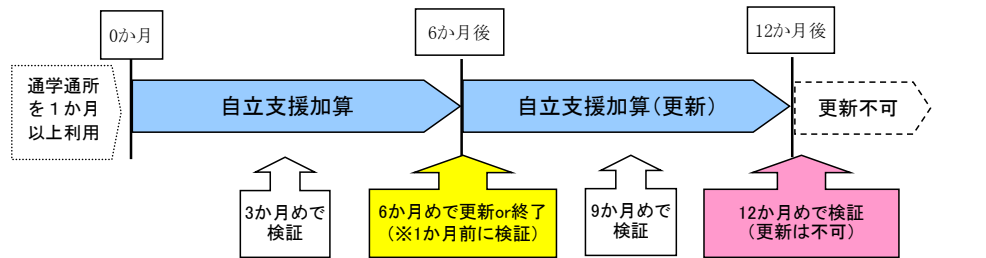 0か月
6か月後
12か月後
通学通所
を１か月
以上利用
自立支援加算
自立支援加算（更新）
更新不可
3か月めで
検証
6か月めで更新or終了
（※1か月前に検証）
9か月めで
検証
12か月めで検証
（更新は不可）